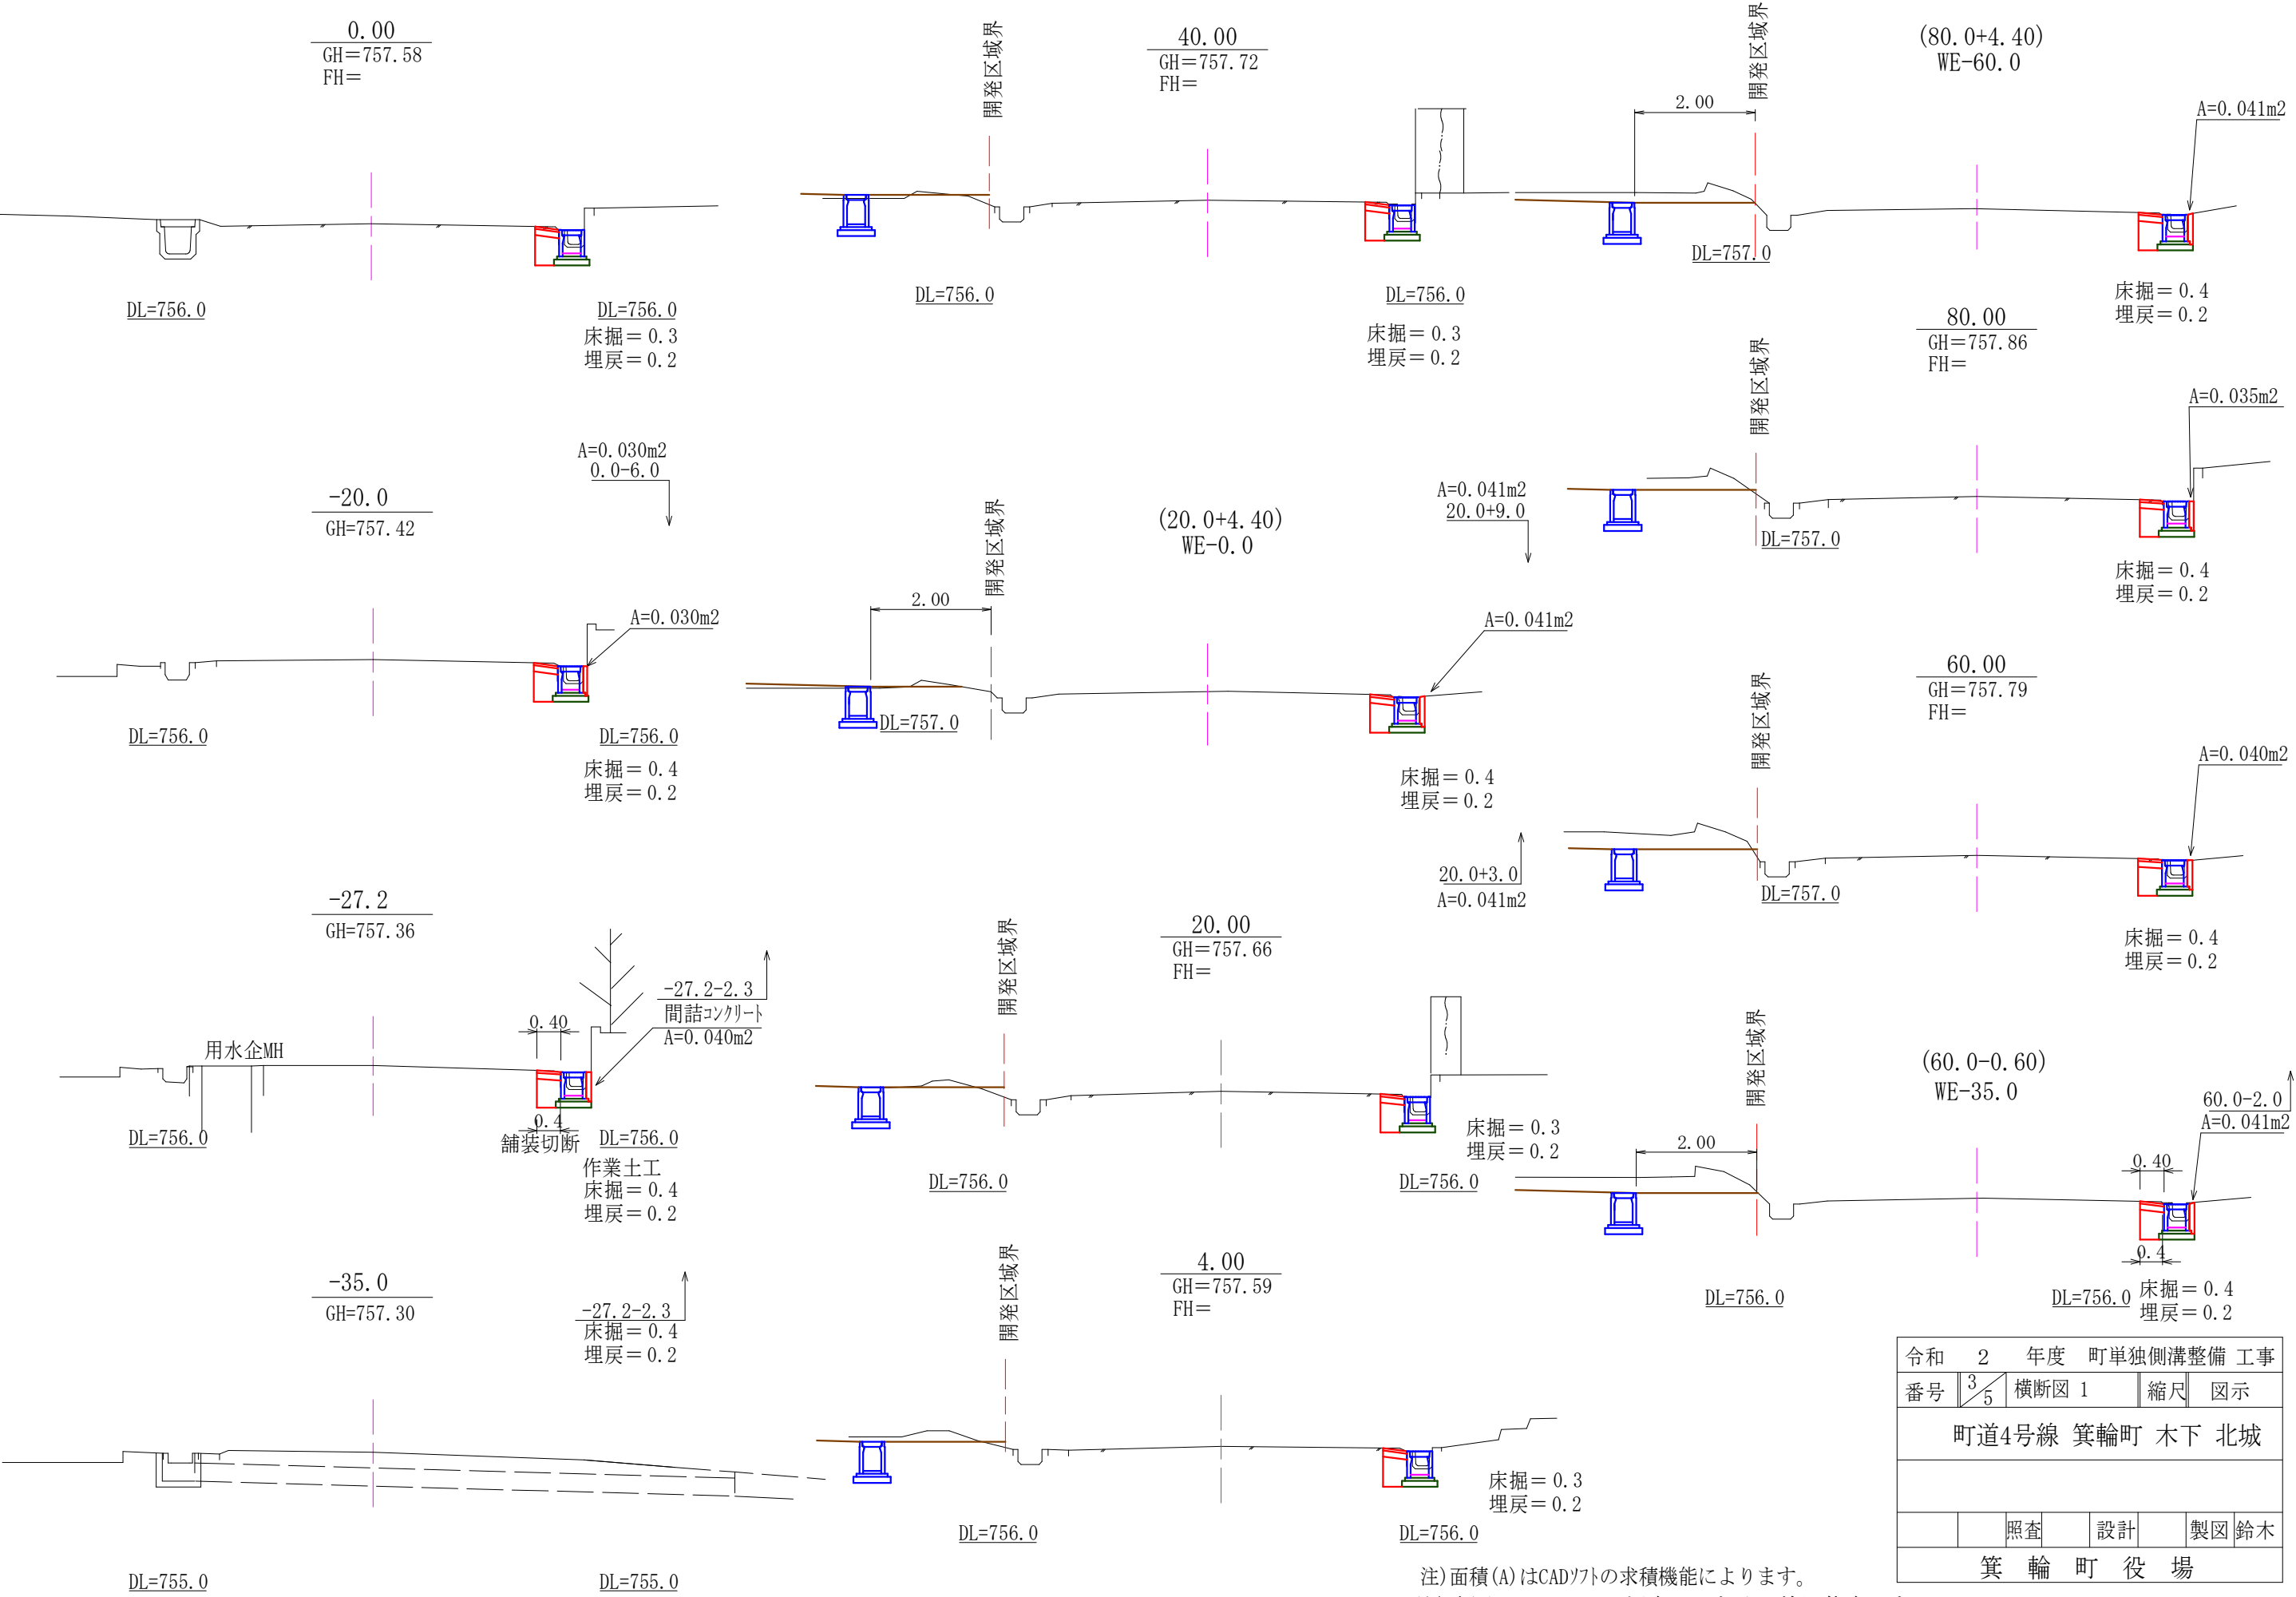 0.00
GH＝757.58
FH＝
DL=756.0
DL=756.0
床掘＝0.3
埋戻＝0.2
A=0.030m2
0.0-6.0
-20.0
GH=757.42
A=0.030m2
DL=756.0
DL=756.0
床掘＝0.4
埋戻＝0.2
-27.2
GH=757.36
-27.2-2.3
間詰ｺﾝｸﾘｰﾄ
A=0.040m2
0.40
用水企MH
0.4
舗装切断
DL=756.0
DL=756.0
作業土工
床掘＝0.4
埋戻＝0.2
-35.0
GH=757.30
-27.2-2.3
床掘＝0.4
埋戻＝0.2
DL=755.0
DL=755.0
開発区域界
40.00
GH＝757.72
FH＝
DL=756.0
DL=756.0
床掘＝0.3
埋戻＝0.2
開発区域界
(20.0+4.40)
WE-0.0
A=0.041m2
20.0+9.0
2.00
A=0.041m2
DL=757.0
床掘＝0.4
埋戻＝0.2
20.0+3.0
A=0.041m2
開発区域界
20.00
GH＝757.66
FH＝
床掘＝0.3
埋戻＝0.2
DL=756.0
DL=756.0
開発区域界
4.00
GH＝757.59
FH＝
床掘＝0.3
埋戻＝0.2
DL=756.0
DL=756.0
開発区域界
(80.0+4.40)
WE-60.0
2.00
A=0.041m2
DL=757.0
床掘＝0.4
埋戻＝0.2
開発区域界
80.00
GH＝757.86
FH＝
A=0.035m2
DL=757.0
床掘＝0.4
埋戻＝0.2
開発区域界
60.00
GH＝757.79
FH＝
A=0.040m2
DL=757.0
床掘＝0.4
埋戻＝0.2
開発区域界
(60.0-0.60)
WE-35.0
60.0-2.0
A=0.041m2
2.00
0.40
0.4
DL=756.0
DL=756.0
床掘＝0.4
埋戻＝0.2
令和 2 年度 町単独側溝整備 工事
番号 3/5 横断図 1 縮尺 図示
町道4号線 箕輪町 木下 北城
照査 設計 製図 鈴木
箕 輪 町 役 場
注)面積(A)はCADｿﾌﾄの求積機能によります。